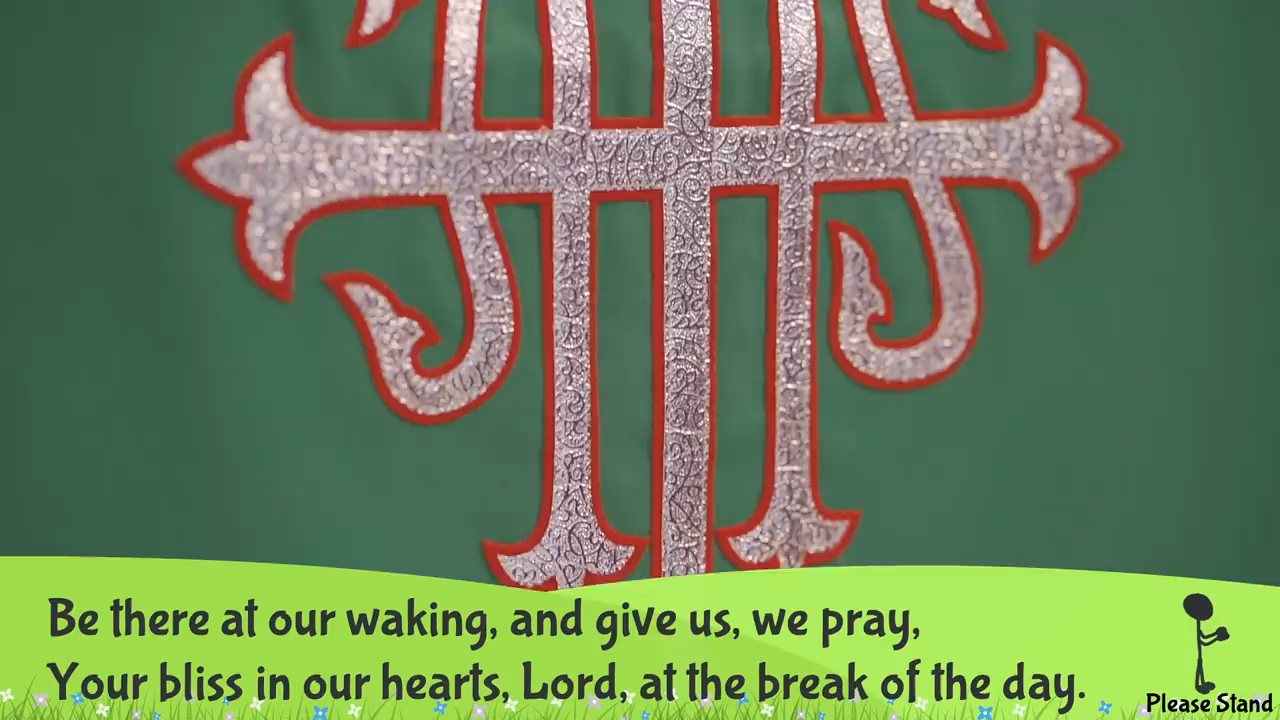 Be there at our waking, and give us, we pray,
Your bliss in our hearts, Lord, at the break of the day.
Please Stand